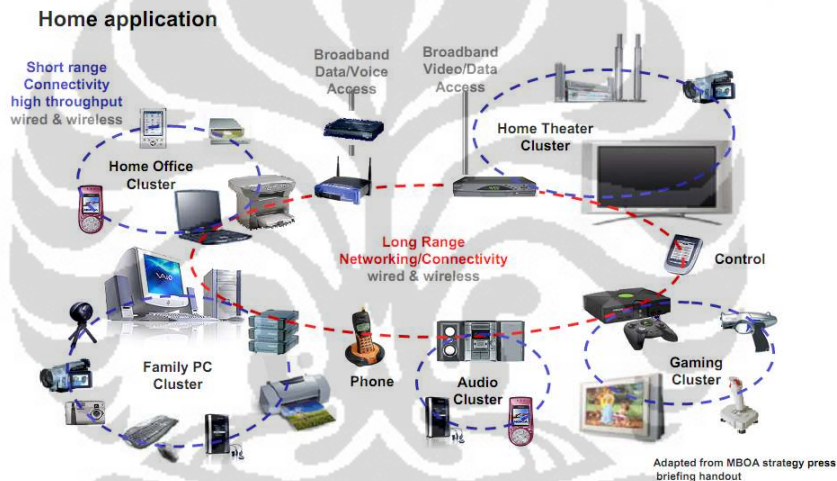 Home application
Short range
Connectivity
high throughput
wired & wireless
Broadband
Data/Voice
Access
Broadband
Video/Data
Access
Home Theater
Cluster
Home Office
Cluster
Long Range
Networking/Connectivity
wired & wireless
Control
VAIO
Family PC
Cluster
Phone
Audio
Cluster
Gaming
Cluster
Adapted from MBOA strategy press
briefing handout